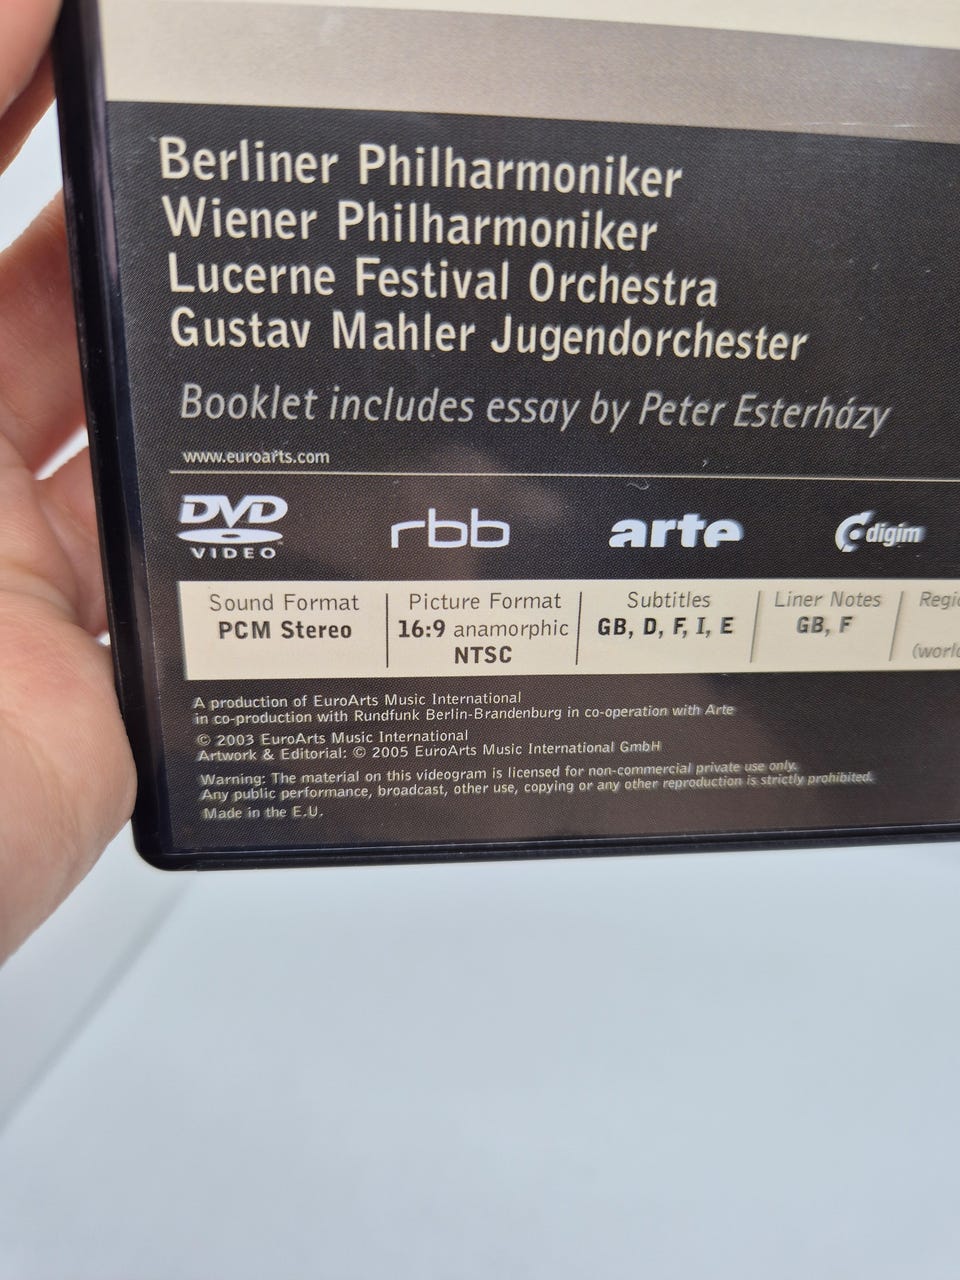 Berliner Philharmoniker
Wiener Philharmoniker
Lucerne Festival Orchestra
Gustav Mahler Jugendorchester
Booklet includes essay by Peter Esterházy
www.euroarts.com
DVD VIDEO rbb arte digim
Sound Format Picture Format Subtitles Liner Notes
PCM Stereo 16:9 anamorphic GB, D, F, I, E GB, F
NTSC
A production of EuroArts Music International
in co-production with Rundfunk Berlin-Brandenburg in co-operation with Arte
© 2003 EuroArts Music International
Artwork & Editorial: © 2005 EuroArts Music International GmbH
Warning: The material on this videogram is licensed for non-commercial private use only.
Any public performance, broadcast, other use, copying or any other reproduction is strictly prohibited.
Made in the E.U.